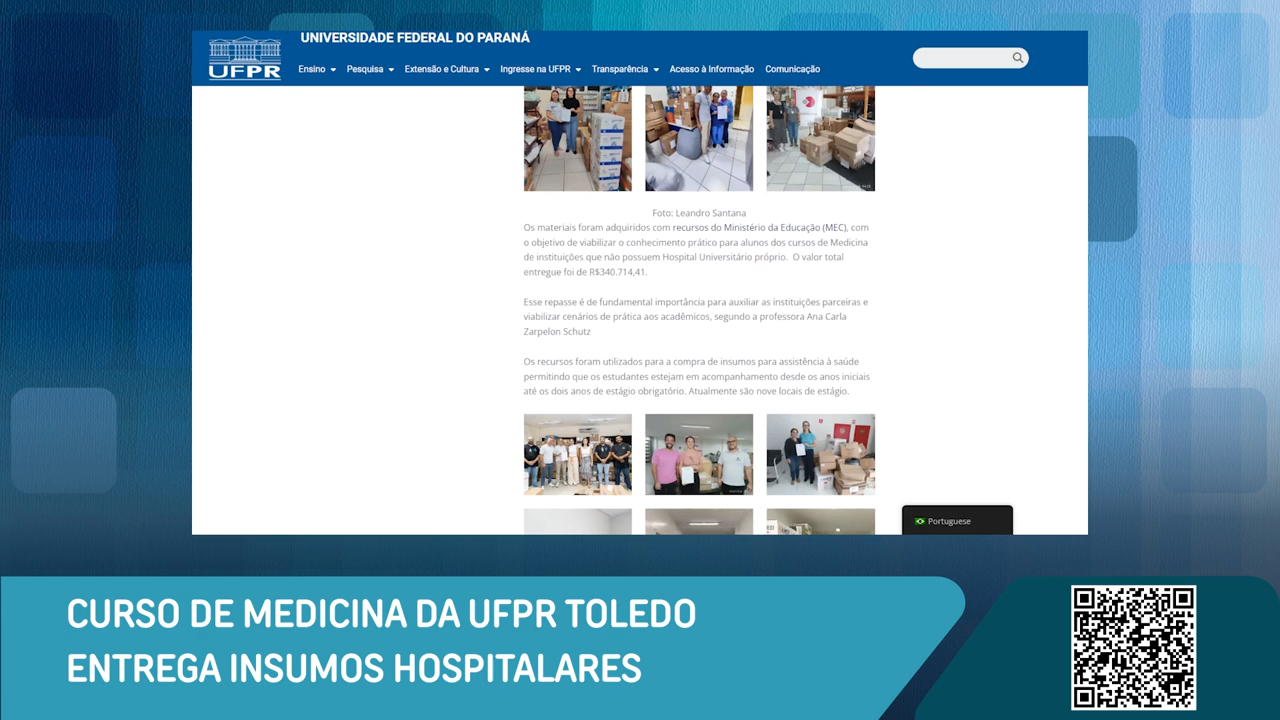 UNIVERSIDADE FEDERAL DO PARANÁ
UFPR
Ensino Pesquisa Extensão e Cultura Ingresse na UFPR Transparência Acesso à Informação Comunicação
Foto: Leandro Santana
Os materiais foram adquiridos com recursos do Ministério da Educação (MEC), com
o objetivo de viabilizar o conhecimento prático para alunos dos cursos de Medicina
de instituições que não possuem Hospital Universitário próprio. O valor total
entregue foi de R$340.714,41.
Esse repasse é de fundamental importância para auxiliar as instituições parceiras e
viabilizar cenários de prática aos acadêmicos, segundo a professora Ana Carla
Zarpelon Schutz
Os recursos foram utilizados para a compra de insumos para assistência à saúde
permitindo que os estudantes estejam em acompanhamento desde os anos iniciais
até os dois anos de estágio obrigatório. Atualmente são nove locais de estágio.
Portuguese
CURSO DE MEDICINA DA UFPR TOLEDO
ENTREGA INSUMOS HOSPITALARES